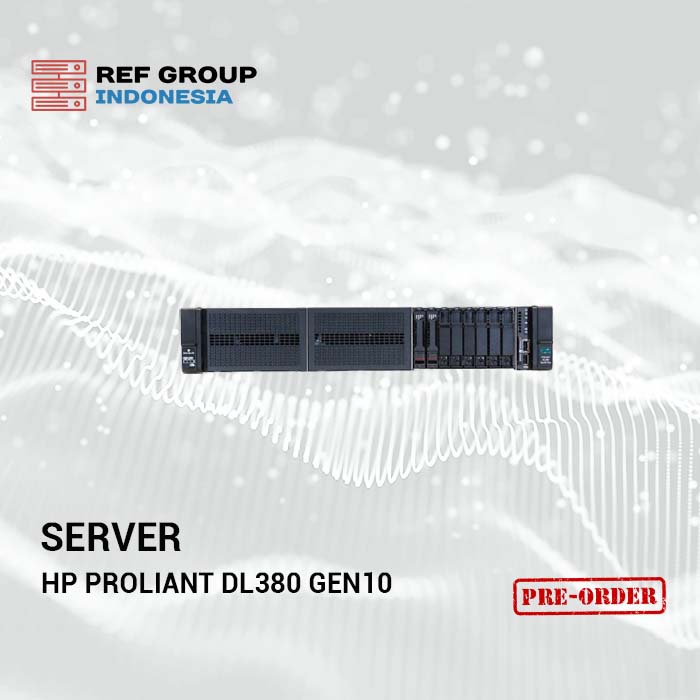 REF GROUP
INDONESIA
SERVER
HP PROLIANT DL380 GEN10
PRE-ORDER